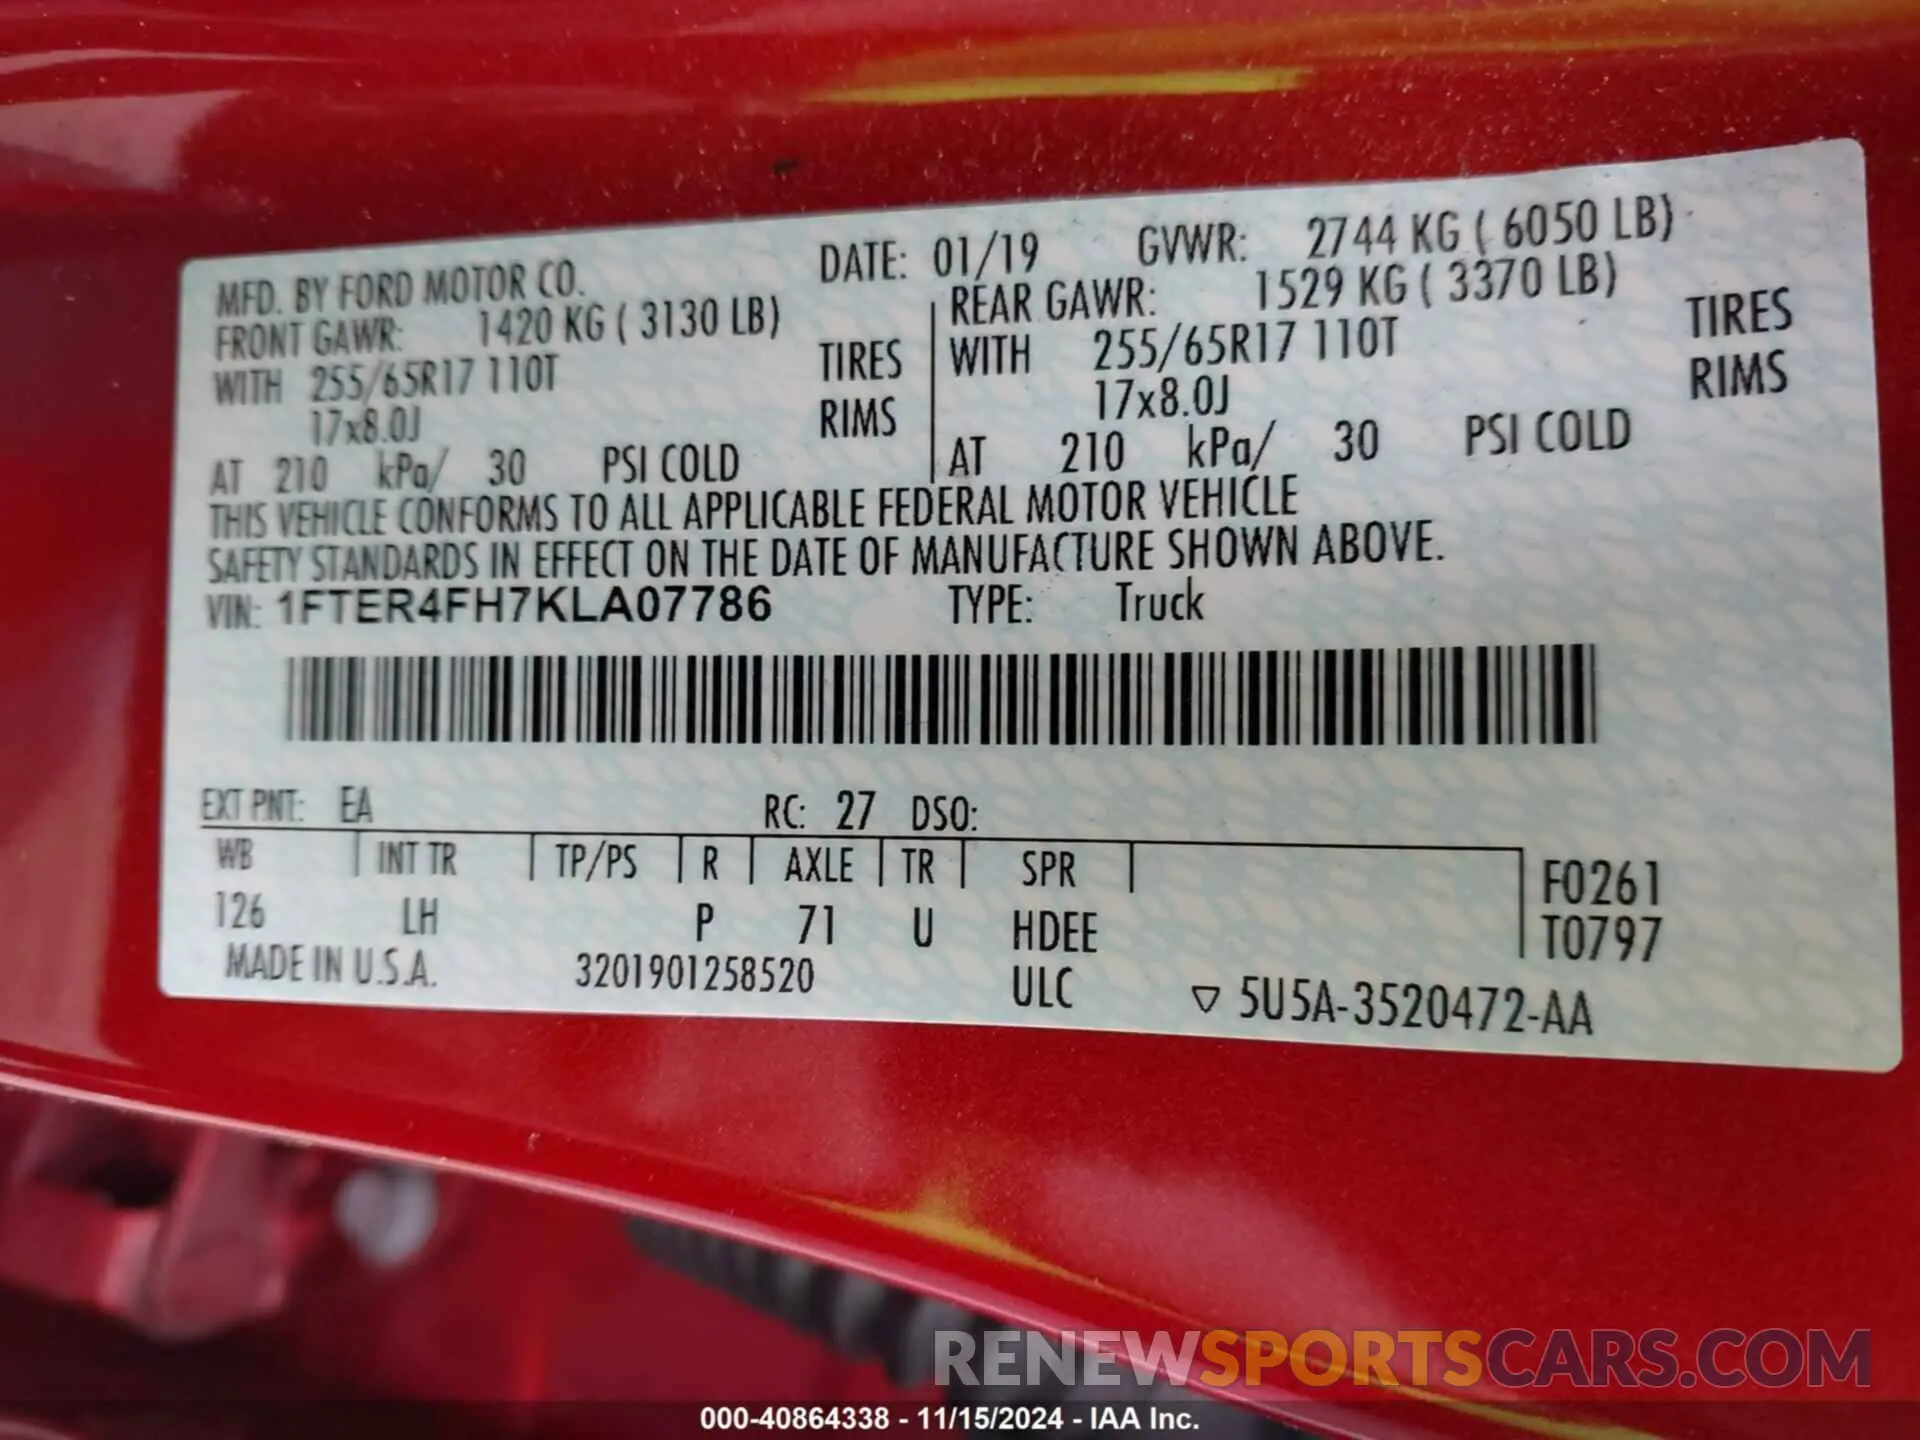 MFD. BY FORD MOTOR CO. DATE: 01/19 GVWR: 2744 KG ( 6050 LB)
FRONT GAWR: 1420 KG ( 3130 LB) REAR GAWR: 1529 KG ( 3370 LB)
WITH 255/65R17 110T TIRES WITH 255/65R17 110T TIRES
17x8.0J RIMS 17x8.0J RIMS
AT 210 kPa/ 30 PSI COLD AT 210 kPa/ 30 PSI COLD
THIS VEHICLE CONFORMS TO ALL APPLICABLE FEDERAL MOTOR VEHICLE
SAFETY STANDARDS IN EFFECT ON THE DATE OF MANUFACTURE SHOWN ABOVE.
VIN: 1FTER4FH7KLA07786 TYPE: Truck
EXT PNT: EA RC: 27 DSO:
WB INT TR TP/PS R AXLE TR SPR F0261
126 LH P 71 U HDEE T0797
MADE IN U.S.A. 3201901258520 ULC ▽ 5U5A-3520472-AA
RENEWSPORTSCARS.COM
000-40864338 - 11/15/2024 - IAA Inc.